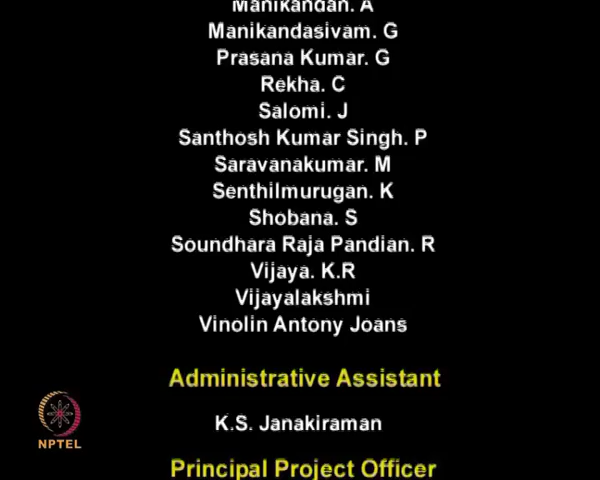 Manikandan. A
Manikandasivam. G
Prasana Kumar. G
Rekha. C
Salomi. J
Santhosh Kumar Singh. P
Saravanakumar. M
Senthilmurugan. K
Shobana. S
Soundhara Raja Pandian. R
Vijaya. K.R
Vijayalakshmi
Vinolin Antony Joans
Administrative Assistant
K.S. Janakiraman
NPTEL
Principal Project Officer